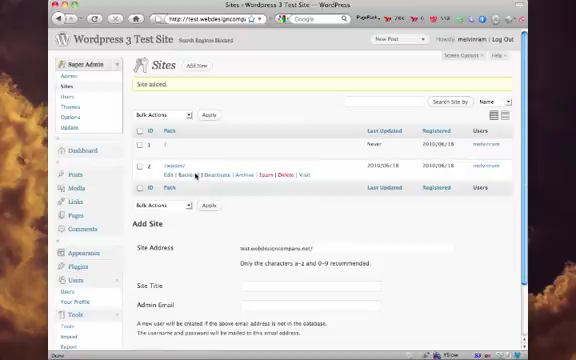 Sites ‹ Wordpress 3 Test Site — WordPress
http://test.webdesigncompany
Google
PageRank
Wordpress 3 Test Site
Search Engines Blocked
New Post
melvinram | Log Out
Super Admin
Admin
Sites
Users
Themes
Options
Update
Dashboard
Posts
Media
Links
Pages
Comments
Appearance
Plugins
Users
Users
Your Profile
Tools
Tools
Import
Export
Screen Options
Sites
Add New
Site added.
Search Site by
Name
Bulk Actions
Apply
ID Path Last Updated Registered Users
1 / Never 2010/06/18 melvinram
2 2010/06/18 2010/06/18 melvinram
Edit | Backend | Deactivate | Archive | Spam | Delete | Visit
ID Path Last Updated Registered Users
Bulk Actions
Apply
Add Site
Site Address
test.webdesigncompany.net/
Only the characters a-z and 0-9 recommended.
Site Title
Admin Email
A new user will be created if the above email address is not in the database.
The username and password will be mailed to this email address.
Done
YSlow